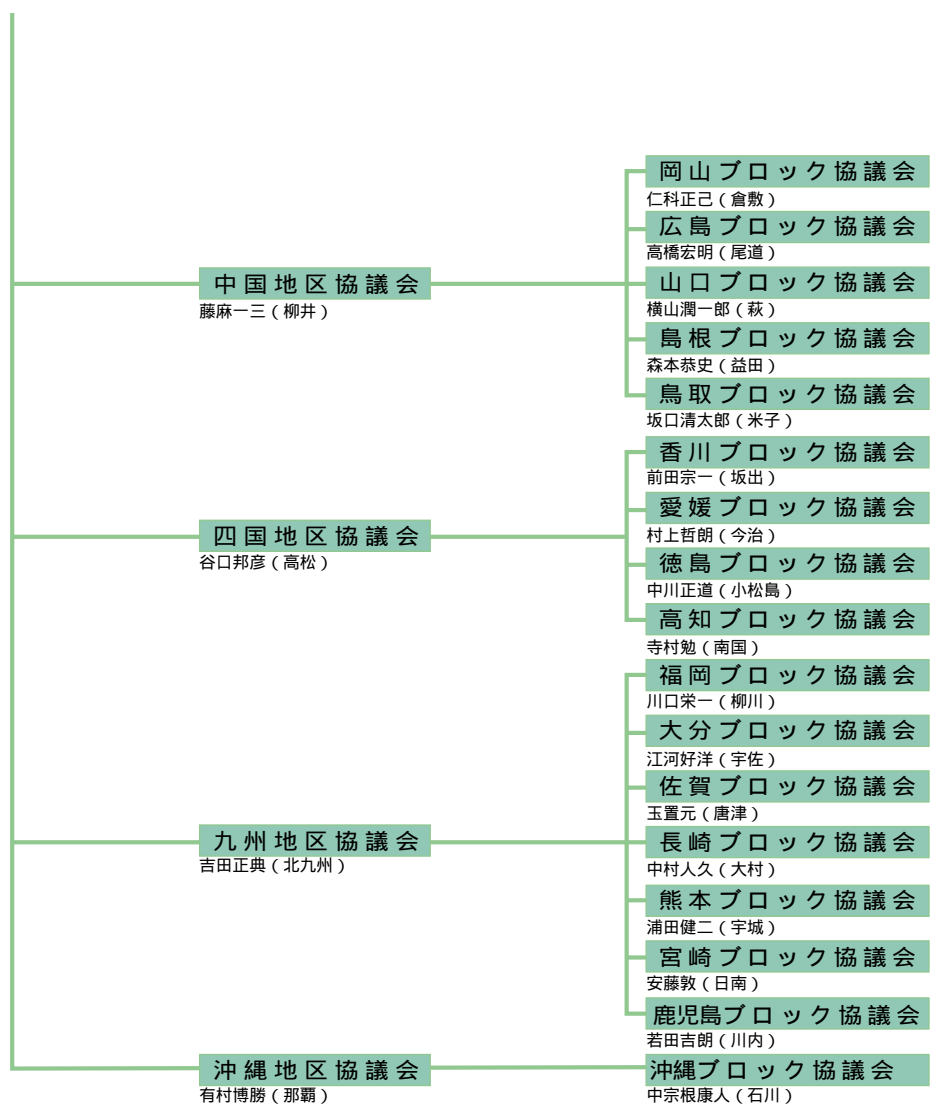 中国地区協議会
藤麻一三（柳井）
岡山ブロック協議会
仁科正己（倉敷）
広島ブロック協議会
高橋宏明（尾道）
山口ブロック協議会
横山潤一郎（萩）
島根ブロック協議会
森本恭史（益田）
鳥取ブロック協議会
坂口清太郎（米子）
四国地区協議会
谷口邦彦（高松）
香川ブロック協議会
前田宗一（坂出）
愛媛ブロック協議会
村上哲朗（今治）
徳島ブロック協議会
中川正道（小松島）
高知ブロック協議会
寺村勉（南国）
九州地区協議会
吉田正典（北九州）
福岡ブロック協議会
川口栄一（柳川）
大分ブロック協議会
江河好洋（宇佐）
佐賀ブロック協議会
玉置元（唐津）
長崎ブロック協議会
中村人久（大村）
熊本ブロック協議会
浦田健二（宇城）
宮崎ブロック協議会
安藤敦（日南）
鹿児島ブロック協議会
若田吉朗（川内）
沖縄地区協議会
有村博勝（那覇）
沖縄ブロック協議会
中宗根康人（石川）